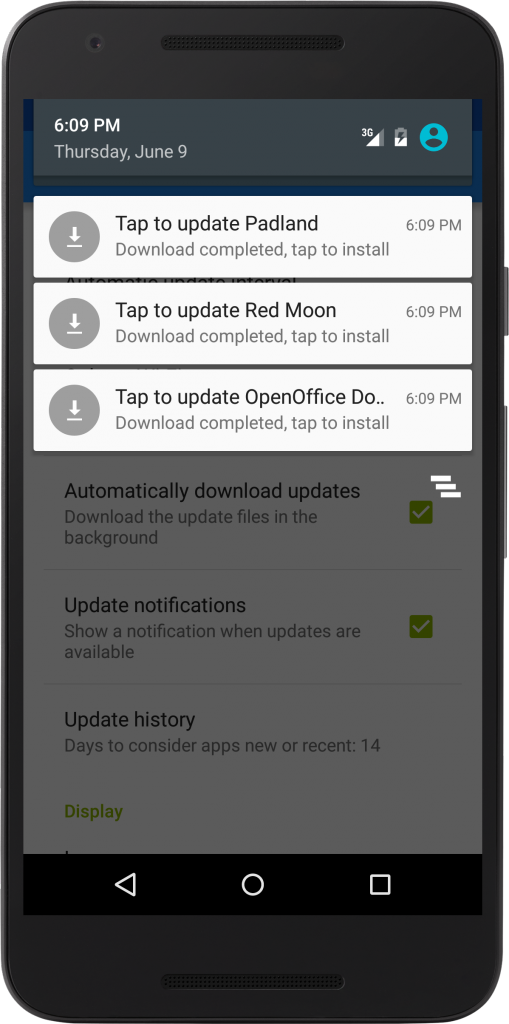 6:09 PM
Thursday, June 9
3G
Tap to update Padland
6:09 PM
Download completed, tap to install
Automatic update interval
Tap to update Red Moon
6:09 PM
Download completed, tap to install
Tap to update OpenOffice Do..
6:09 PM
Download completed, tap to install
Automatically download updates
Download the update files in the
background
Update notifications
Show a notification when updates are
available
Update history
Days to consider apps new or recent: 14
Display